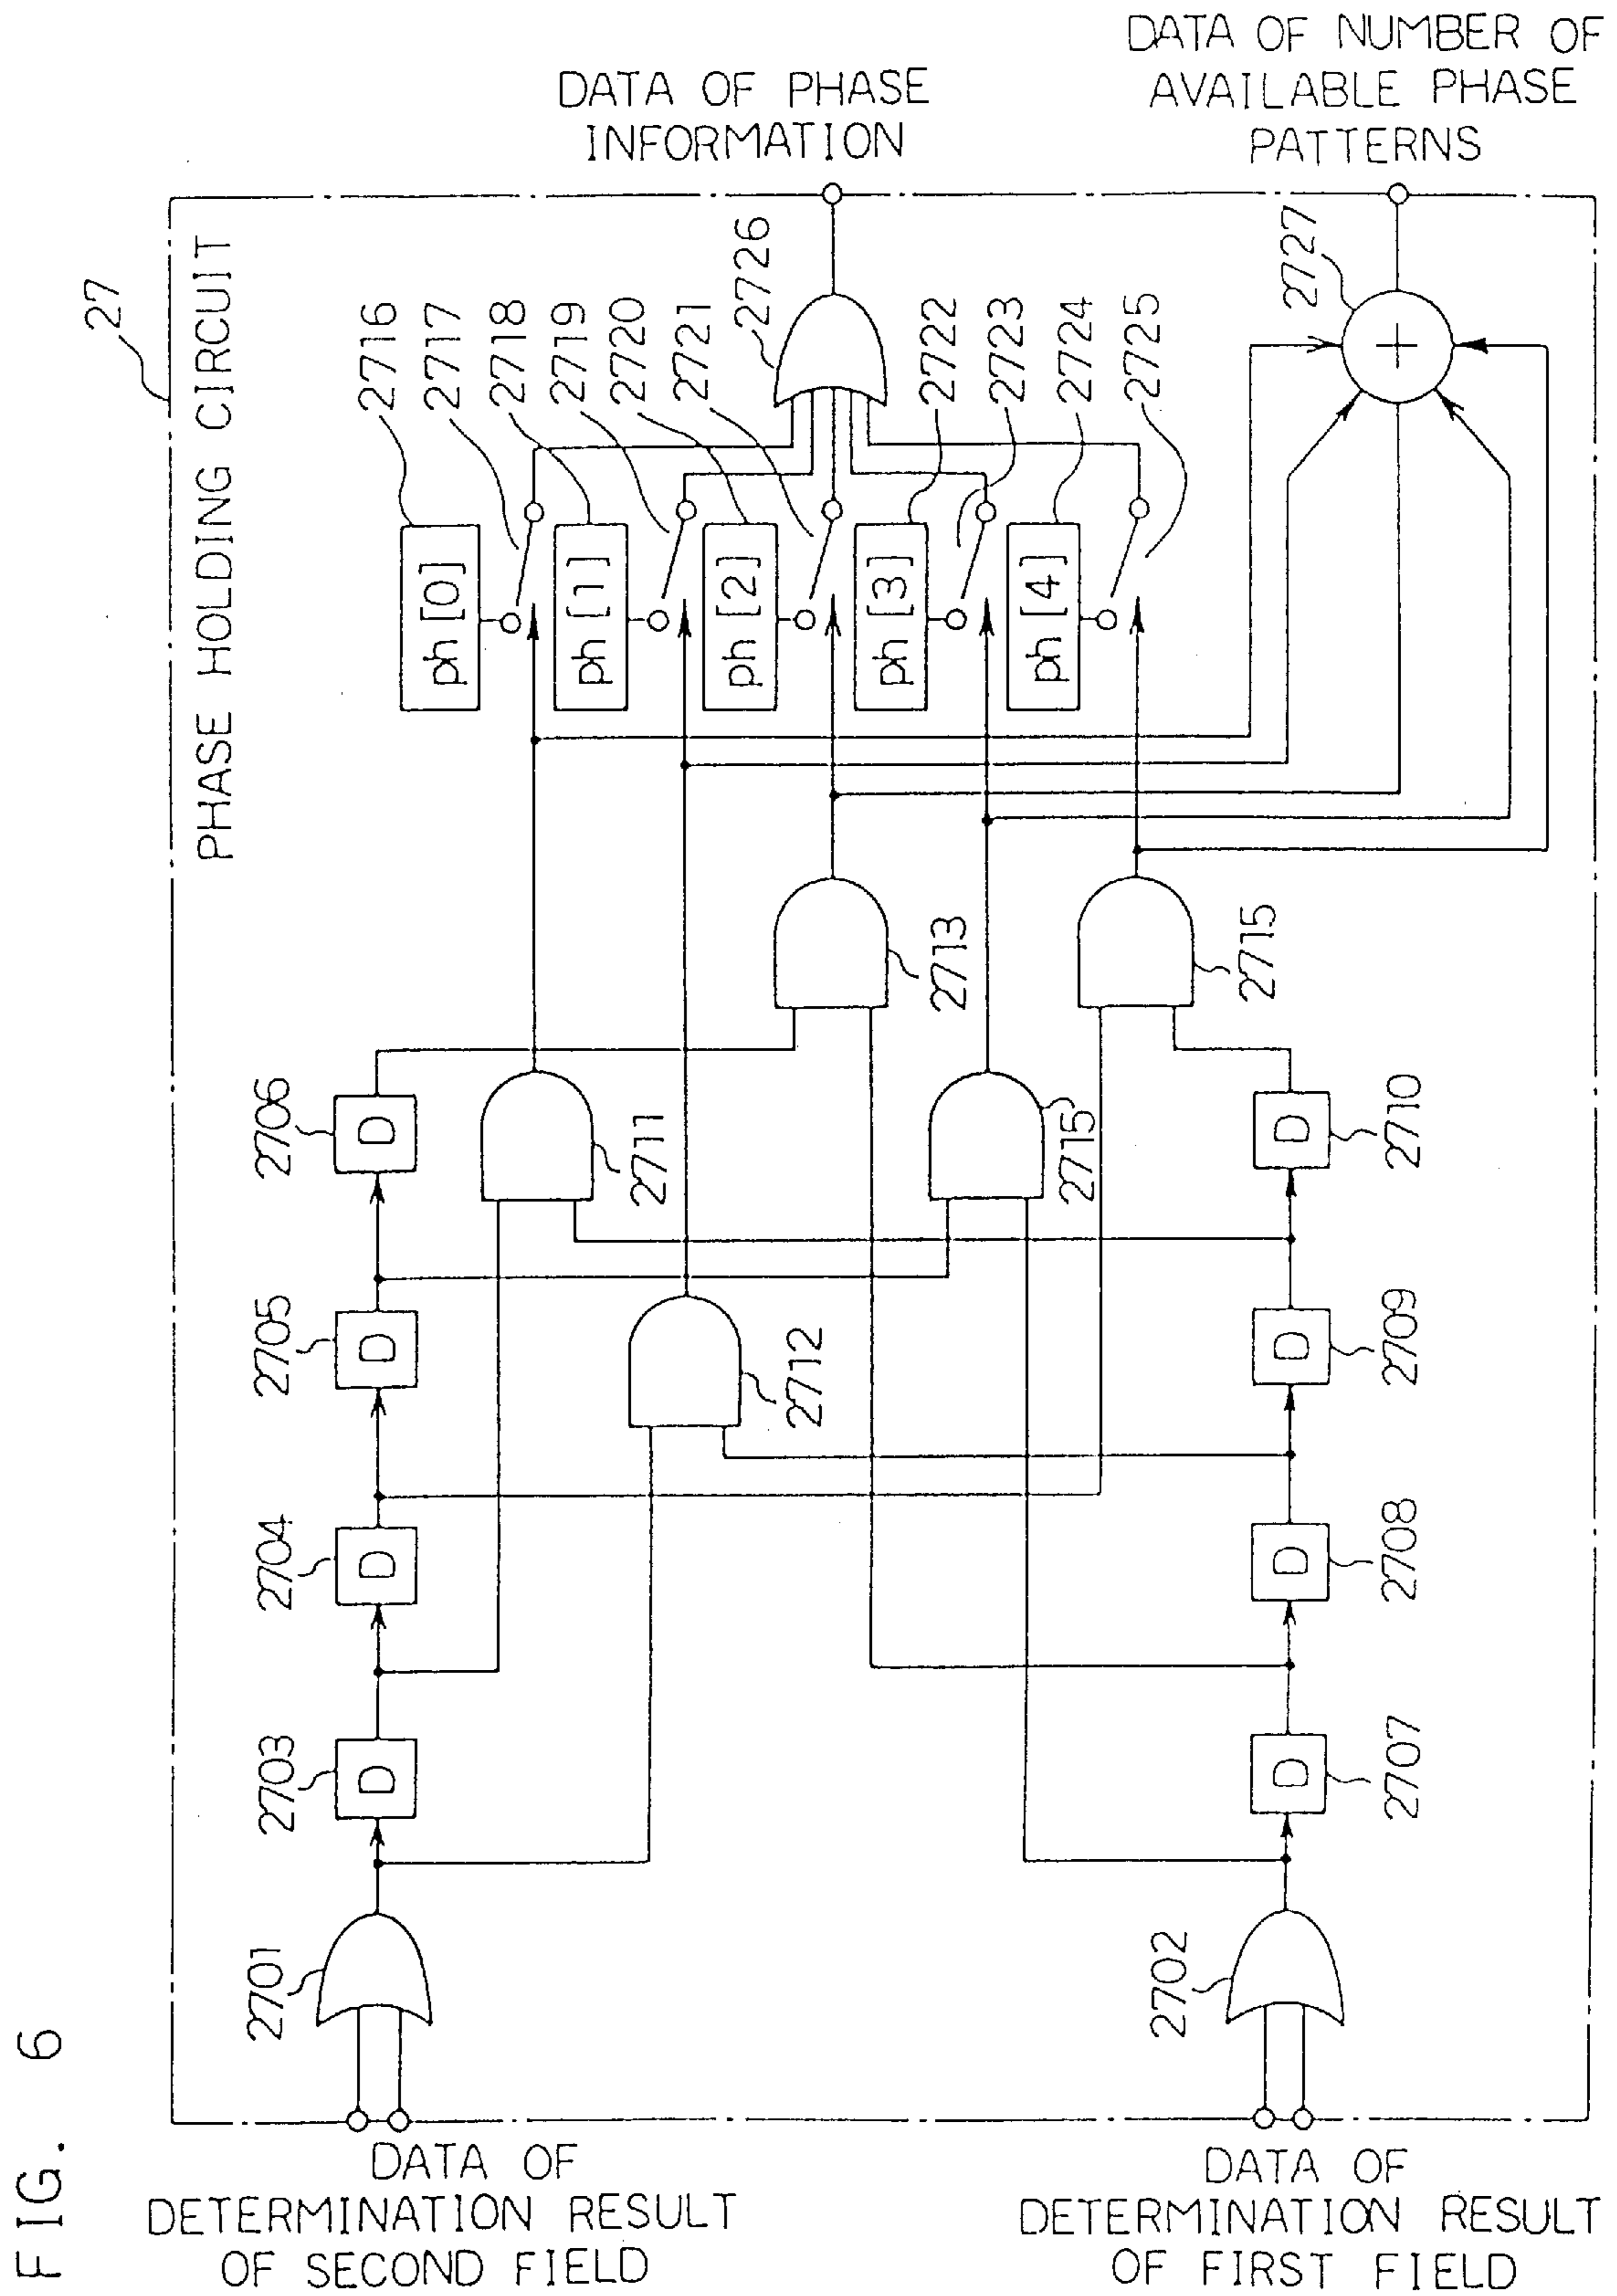 FIG. 6
27
PHASE HOLDING CIRCUIT
DATA OF
DETERMINATION RESULT
OF SECOND FIELD
DATA OF
DETERMINATION RESULT
OF FIRST FIELD
2701
2702
2703
D
2704
D
2705
D
2706
D
2707
D
2708
D
2709
D
2710
D
2711
2712
2713
2715
2715
ph [0]
ph [1]
ph [2]
ph [3]
ph [4]
2716
2717
2718
2719
2720
2721
2722
2723
2724
2725
2726
2727
+
DATA OF PHASE
INFORMATION
DATA OF NUMBER OF
AVAILABLE PHASE
PATTERNS